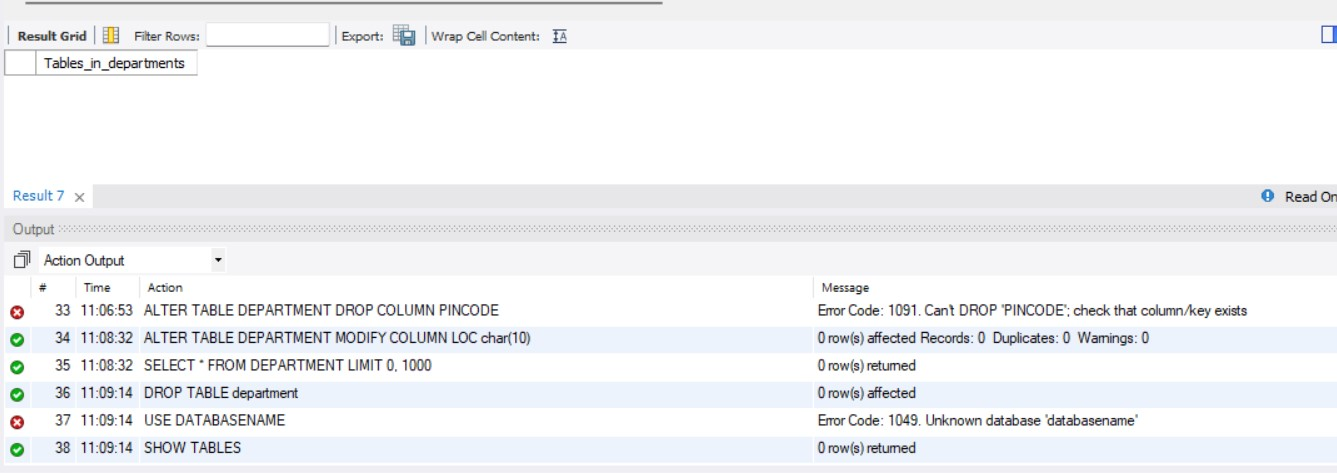 Result Grid Filter Rows: Export: Wrap Cell Content: IA
Tables_in_departments
Result 7 × Read On
Output
Action Output
# Time Action Message
33 11:06:53 ALTER TABLE DEPARTMENT DROP COLUMN PINCODE Error Code: 1091. Can't DROP 'PINCODE'; check that column/key exists
34 11:08:32 ALTER TABLE DEPARTMENT MODIFY COLUMN LOC char(10) 0 row(s) affected Records: 0 Duplicates: 0 Warnings: 0
35 11:08:32 SELECT * FROM DEPARTMENT LIMIT 0, 1000 0 row(s) returned
36 11:09:14 DROP TABLE department 0 row(s) affected
37 11:09:14 USE DATABASENAME Error Code: 1049. Unknown database 'databasename'
38 11:09:14 SHOW TABLES 0 row(s) returned